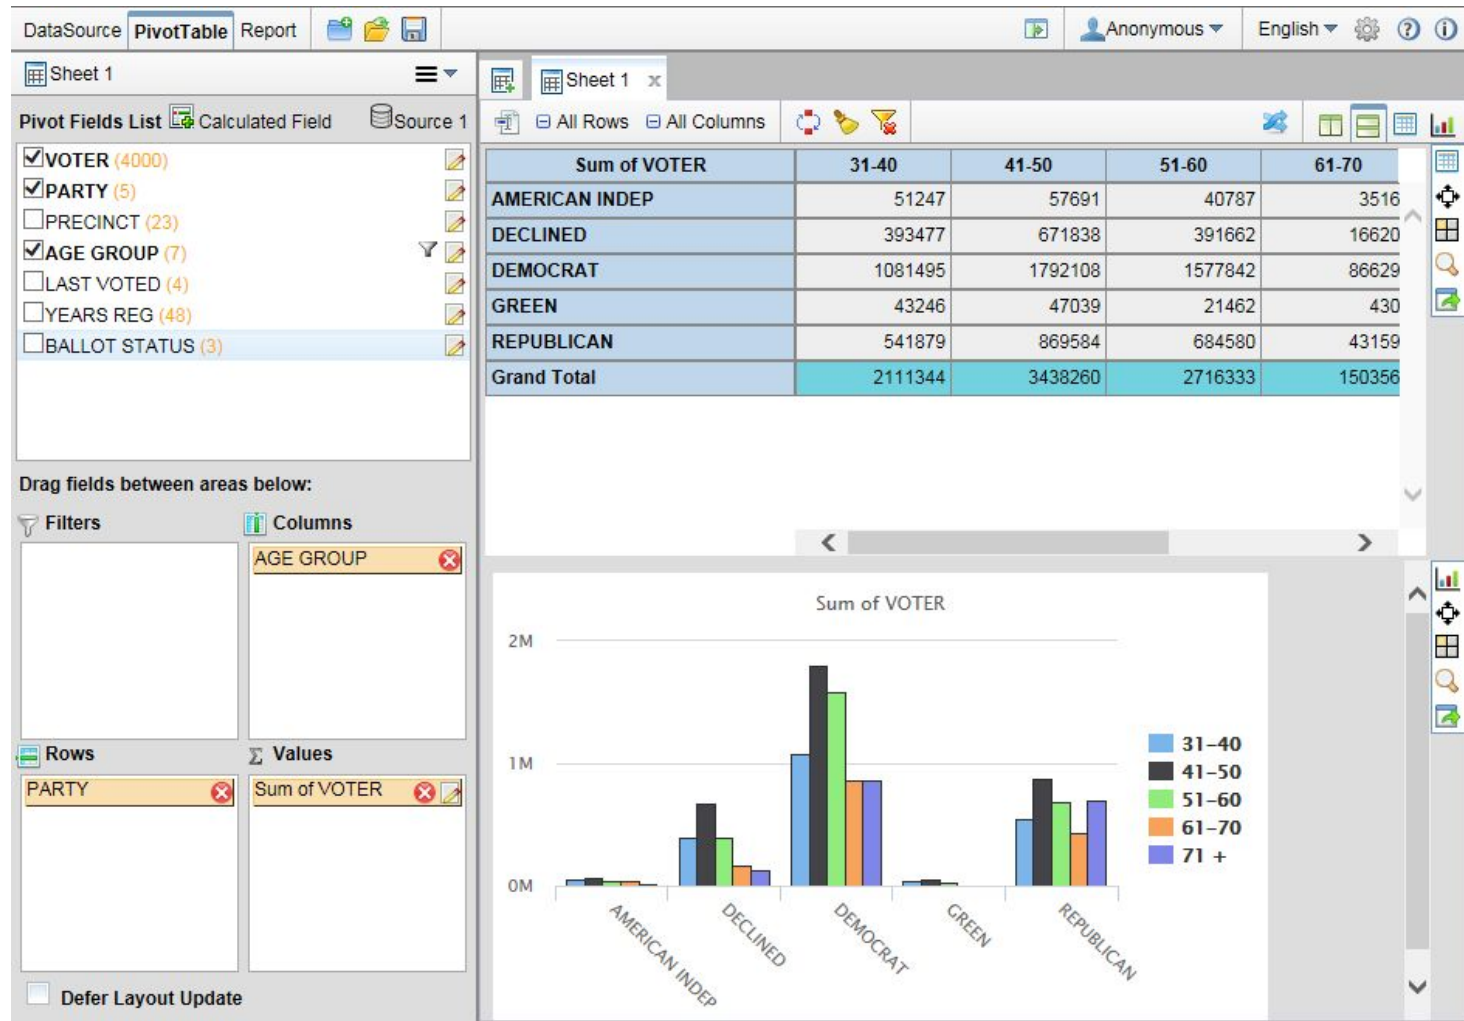 DataSource PivotTable Report Anonymous English
Sheet 1
Pivot Fields List Calculated Field Source 1
VOTER (4000)
PARTY (5)
PRECINCT (23)
AGE GROUP (7)
LAST VOTED (4)
YEARS REG (48)
BALLOT STATUS (3)
Drag fields between areas below:
Filters Columns
AGE GROUP
Rows Values
PARTY Sum of VOTER
Defer Layout Update
Sheet 1 x
All Rows All Columns
Sum of VOTER 31-40 41-50 51-60 61-70
AMERICAN INDEP 51247 57691 40787 3516
DECLINED 393477 671838 391662 16620
DEMOCRAT 1081495 1792108 1577842 86629
GREEN 43246 47039 21462 430
REPUBLICAN 541879 869584 684580 43159
Grand Total 2111344 3438260 2716333 150356
Sum of VOTER
2M
1M
0M
AMERICAN INDEP DECLINED DEMOCRAT GREEN REPUBLICAN
31-40
41-50
51-60
61-70
71 +